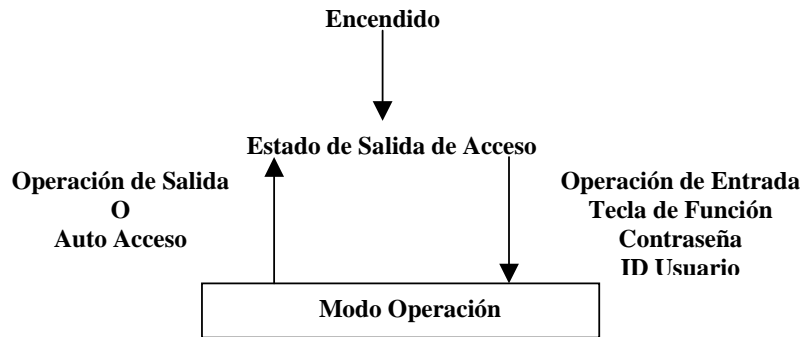 Encendido
Estado de Salida de Acceso
Operación de Salida
O
Auto Acceso
Operación de Entrada
Tecla de Función
Contraseña
ID Usuario
Modo Operación